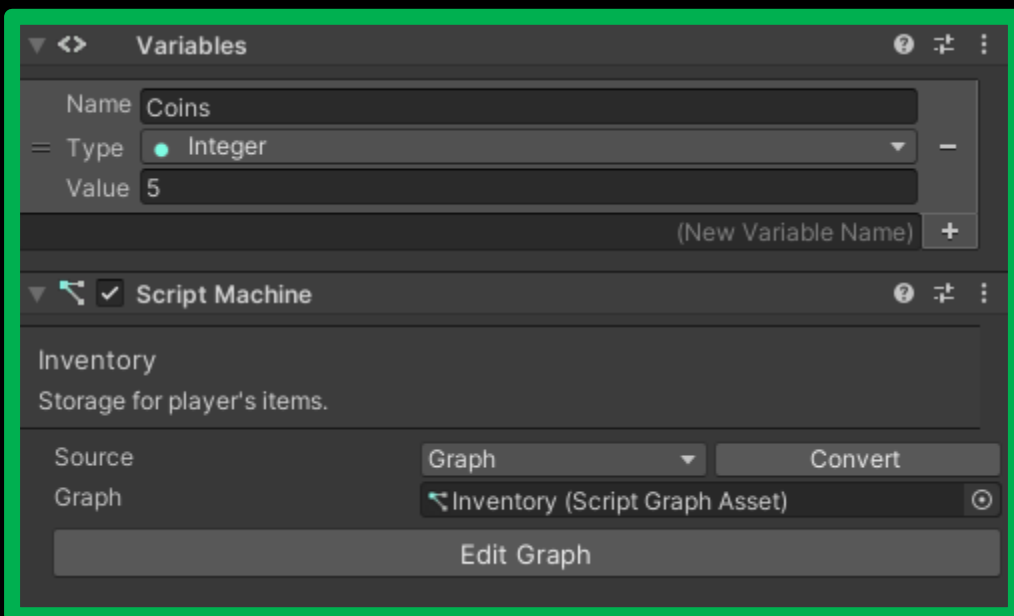 Variables
Name Coins
Type Integer
Value 5
(New Variable Name) +
Script Machine
Inventory
Storage for player's items.
Source Graph Convert
Graph Inventory (Script Graph Asset)
Edit Graph